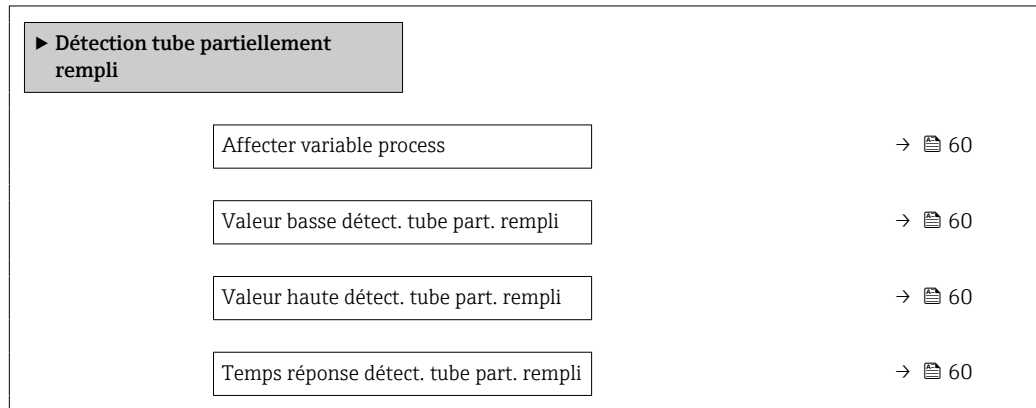 ► Détection tube partiellement
rempli
Affecter variable process → 60
Valeur basse détect. tube part. rempli → 60
Valeur haute détect. tube part. rempli → 60
Temps réponse détect. tube part. rempli → 60